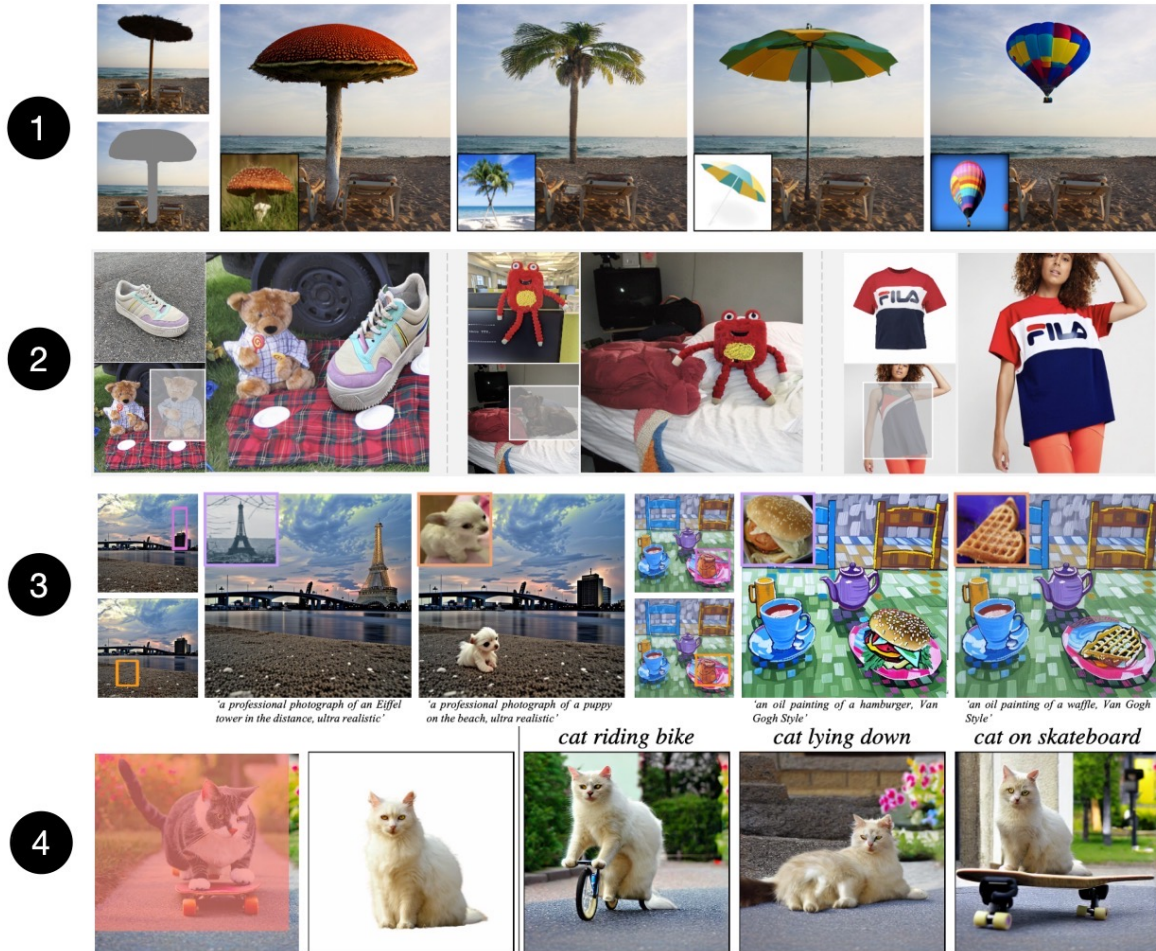 1
2
FILA
FILA
3
'a professional photograph of an Eiffel
tower in the distance, ultra realistic'
'a professional photograph of a puppy
on the beach, ultra realistic'
'an oil painting of a hamburger, Van
Gogh Style'
'an oil painting of a waffle, Van Gogh
Style'
cat riding bike
cat lying down
cat on skateboard
4